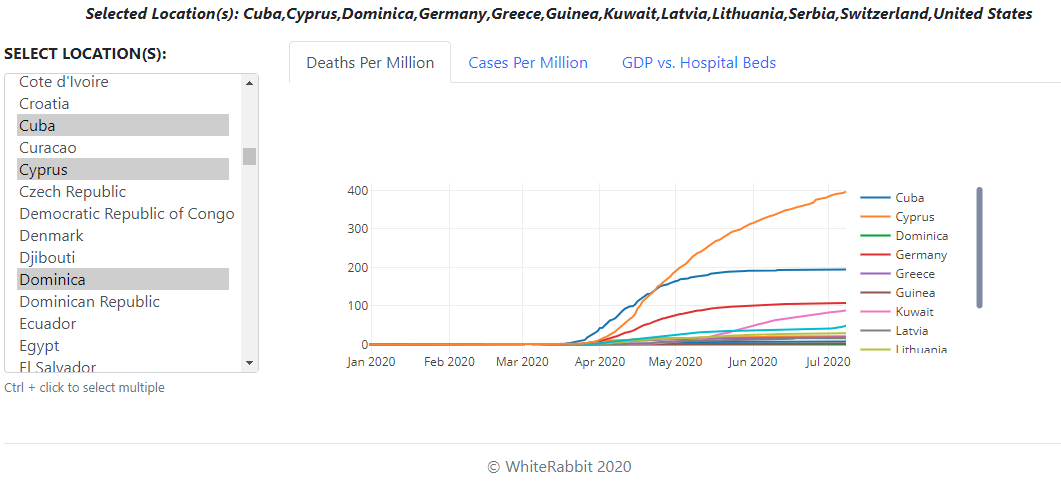 Selected Location(s): Cuba,Cyprus,Dominica,Germany,Greece,Guinea,Kuwait,Latvia,Lithuania,Serbia,Switzerland,United States
SELECT LOCATION(S):
Cote d'Ivoire
Croatia
Cuba
Curacao
Cyprus
Czech Republic
Democratic Republic of Congo
Denmark
Djibouti
Dominica
Dominican Republic
Ecuador
Egypt
El Salvador
Ctrl + click to select multiple
Deaths Per Million
Cases Per Million
GDP vs. Hospital Beds
400
300
200
100
0
Jan 2020
Feb 2020
Mar 2020
Apr 2020
May 2020
Jun 2020
Jul 2020
Cuba
Cyprus
Dominica
Germany
Greece
Guinea
Kuwait
Latvia
Lithuania
© WhiteRabbit 2020